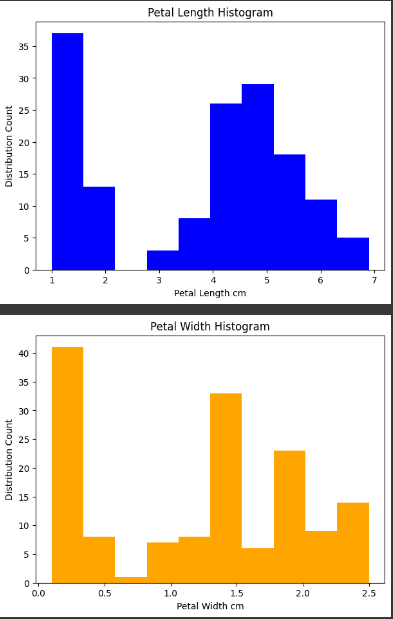 Petal Length Histogram
35
30
25
20
15
10
5
0
Distribution Count
1 2 3 4 5 6 7
Petal Length cm
Petal Width Histogram
40
35
30
25
20
15
10
5
0
Distribution Count
0.0 0.5 1.0 1.5 2.0 2.5
Petal Width cm